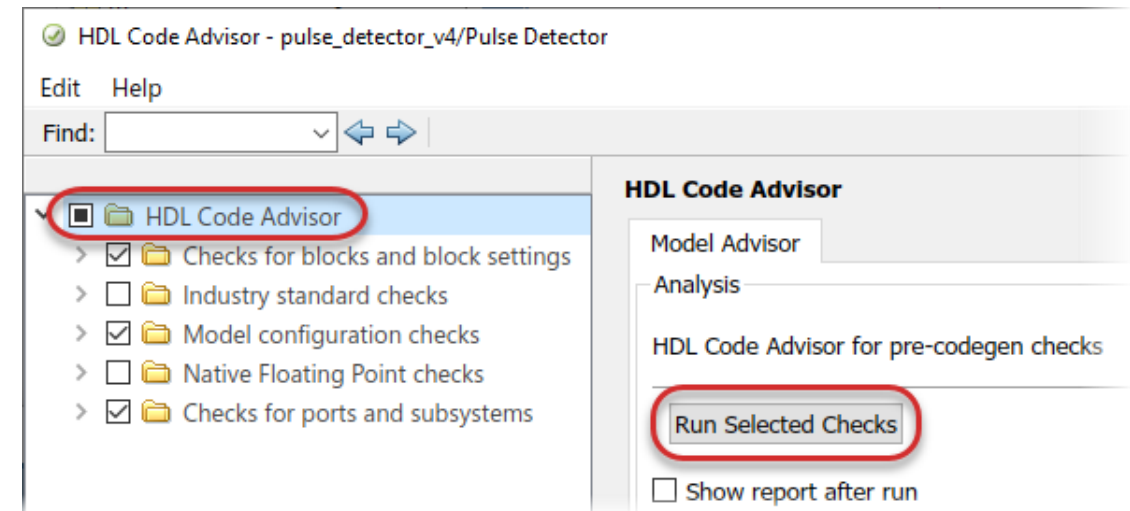 HDL Code Advisor - pulse_detector_v4/Pulse Detector
Edit Help
Find:
HDL Code Advisor
Checks for blocks and block settings
Industry standard checks
Model configuration checks
Native Floating Point checks
Checks for ports and subsystems
HDL Code Advisor
Model Advisor
Analysis
HDL Code Advisor for pre-codegen checks
Run Selected Checks
Show report after run